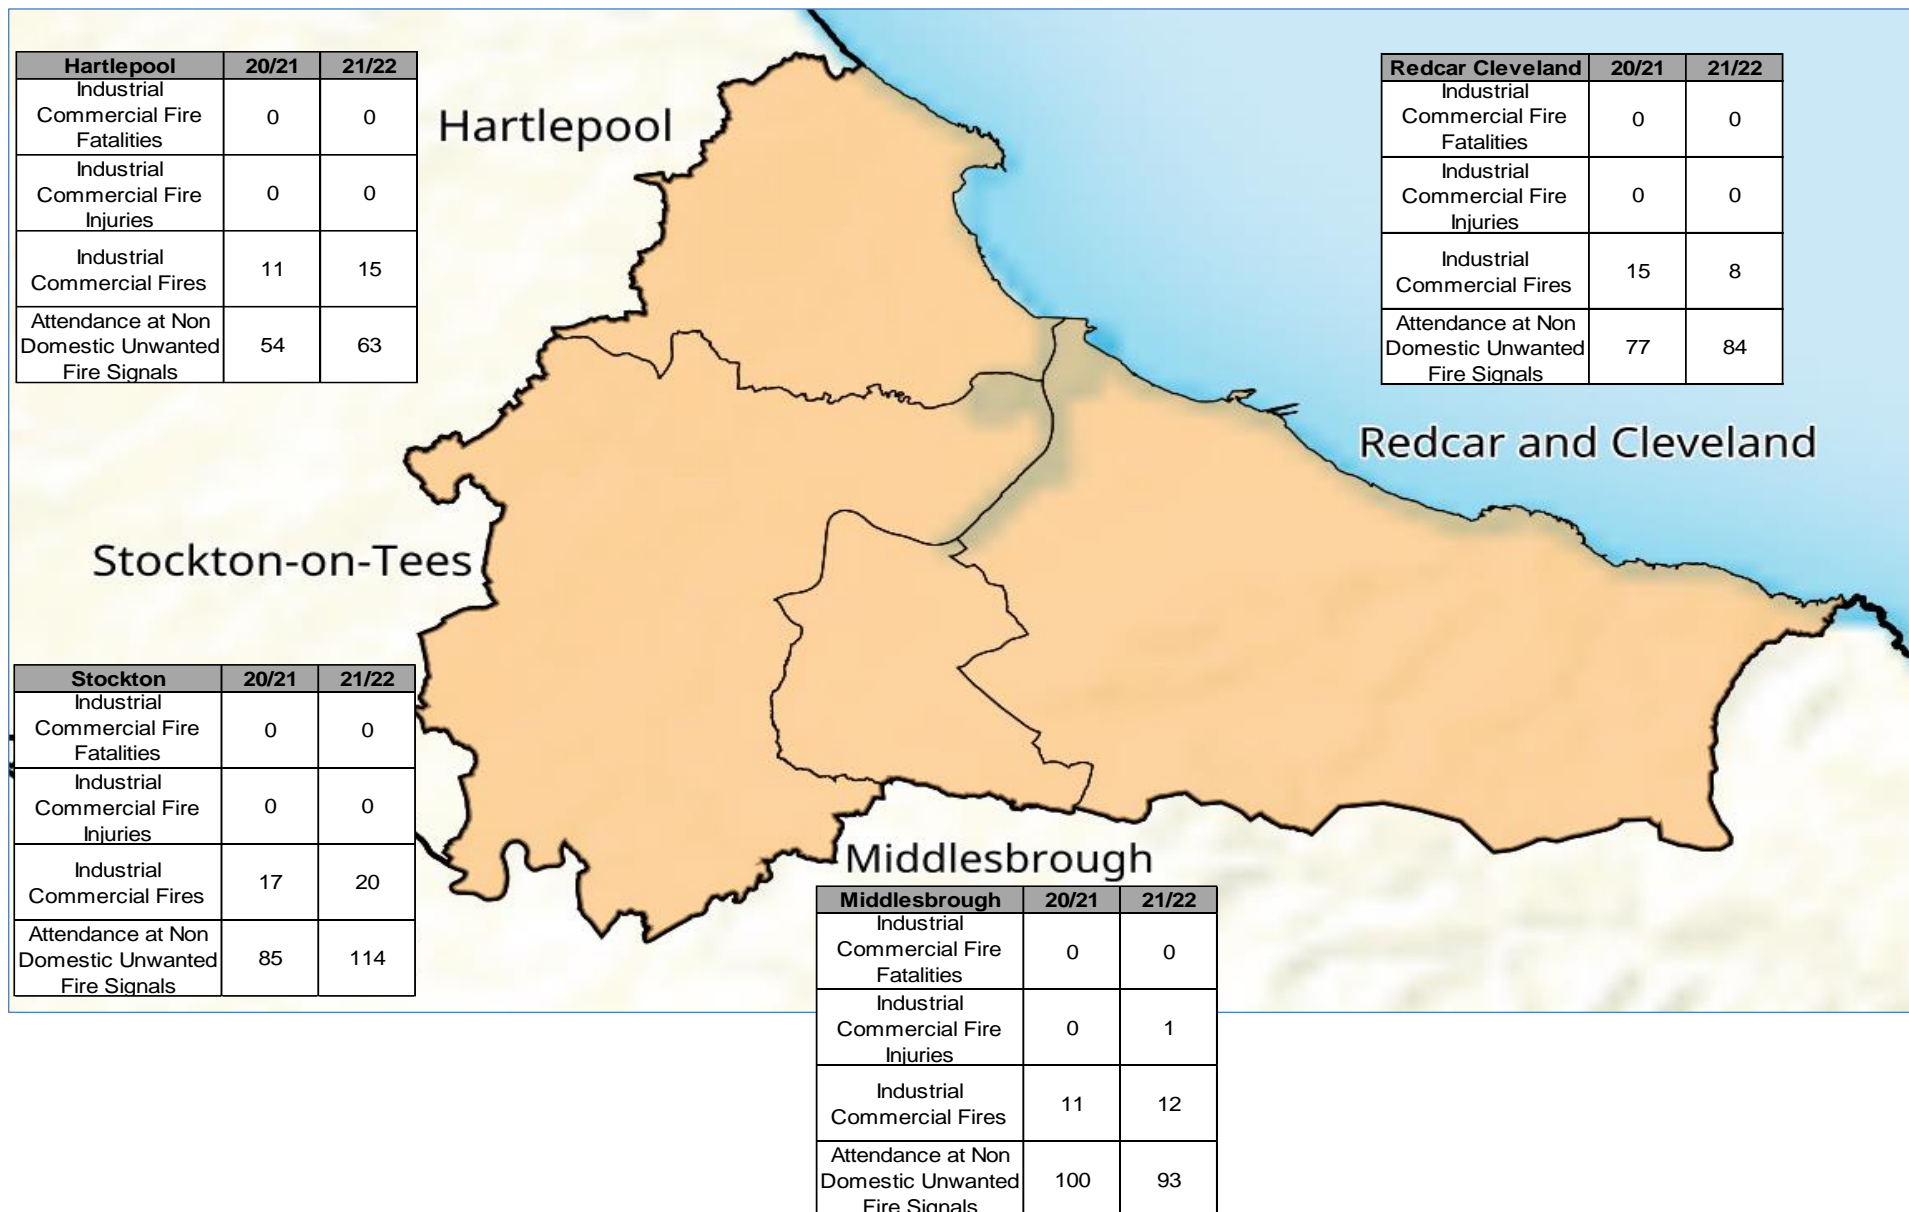 Hartlepool 20/21 21/22
Industrial
Commercial Fire
Fatalities
0 0
Industrial
Commercial Fire
Injuries
0 0
Industrial
Commercial Fires
11 15
Attendance at Non
Domestic Unwanted
Fire Signals
54 63
Hartlepool
Redcar Cleveland 20/21 21/22
Industrial
Commercial Fire
Fatalities
0 0
Industrial
Commercial Fire
Injuries
0 0
Industrial
Commercial Fires
15 8
Attendance at Non
Domestic Unwanted
Fire Signals
77 84
Redcar and Cleveland
Stockton-on-Tees
Stockton 20/21 21/22
Industrial
Commercial Fire
Fatalities
0 0
Industrial
Commercial Fire
Injuries
0 0
Industrial
Commercial Fires
17 20
Attendance at Non
Domestic Unwanted
Fire Signals
85 114
Middlesbrough
Middlesbrough 20/21 21/22
Industrial
Commercial Fire
Fatalities
0 0
Industrial
Commercial Fire
Injuries
0 1
Industrial
Commercial Fires
11 12
Attendance at Non
Domestic Unwanted
Fire Signals
100 93